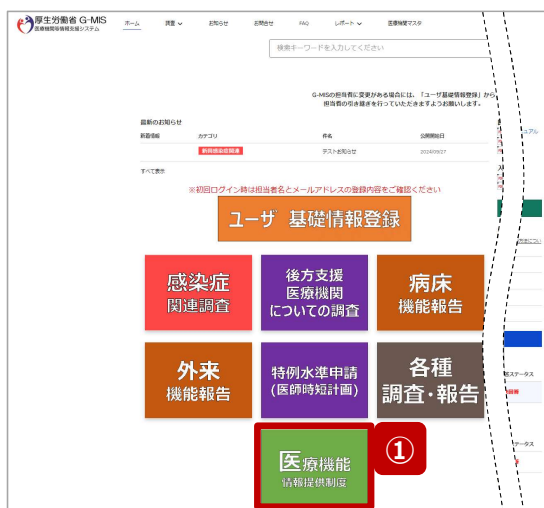 厚生労働省 G-MIS
医療機関等情報支援システム
ホーム 調査 お知らせ お問合せ FAQ レポート 医療機関マスタ
検索キーワードを入力してください
G-MISの担当者に変更がある場合には、「ユーザ基礎情報登録」から
担当者の引き継ぎを行っていただきますようお願いします。
最新のお知らせ
新着情報 カテゴリ 件名 公開開始日
新興感染症関連 テストお知らせ 2024/09/27
すべて表示
※初回ログイン時は担当者名とメールアドレスの登録内容をご確認ください
ユーザ 基礎情報登録
感染症
関連調査
後方支援
医療機関
についての調査
病床
機能報告
外来
機能報告
特例水準申請
(医師時短計画)
各種
調査・報告
医療機能
情報提供制度
①